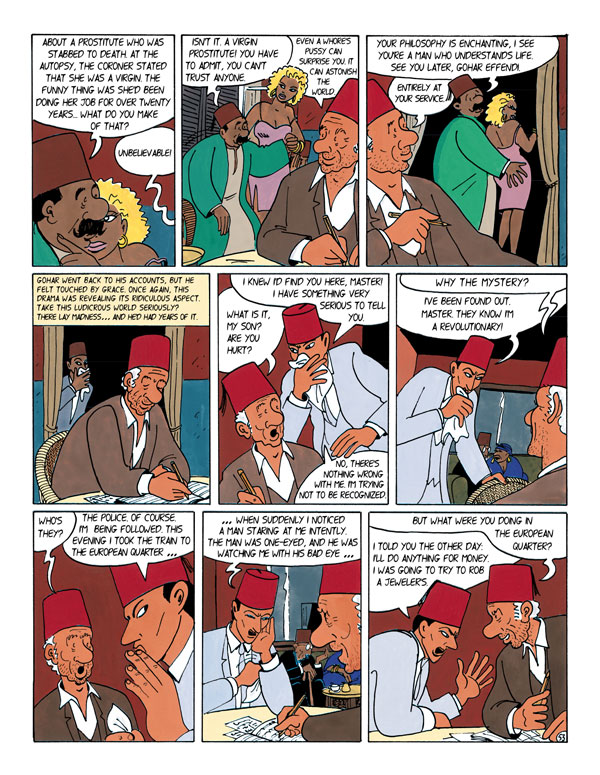 ABOUT A PROSTITUTE WHO WAS
STABBED TO DEATH. AT THE
AUTOPSY, THE CORONER STATED
THAT SHE WAS A VIRGIN. THE
FUNNY THING WAS SHE'D BEEN
DOING HER JOB FOR OVER TWENTY
YEARS... WHAT DO YOU MAKE
OF THAT?
UNBELIEVABLE!
ISN'T IT. A VIRGIN
PROSTITUTE! YOU HAVE
TO ADMIT, YOU CAN'T
TRUST ANYONE.
EVEN A WHORE'S
PUSSY CAN
SURPRISE YOU. IT
CAN ASTONISH
THE
WORLD.
YOUR PHILOSOPHY IS ENCHANTING, I SEE
YOU'RE A MAN WHO UNDERSTANDS LIFE.
SEE YOU LATER, GOHAR EFFENDI!
ENTIRELY AT
YOUR SERVICE!
GOHAR WENT BACK TO HIS ACCOUNTS, BUT HE
FELT TOUCHED BY GRACE. ONCE AGAIN, THIS
DRAMA WAS REVEALING ITS RIDICULOUS ASPECT.
TAKE THIS LUDICROUS WORLD SERIOUSLY?
THERE LAY MADNESS... AND HE'D HAD YEARS OF IT.
I KNEW I'D FIND YOU HERE, MASTER!
I HAVE SOMETHING VERY
SERIOUS TO TELL
YOU.
WHAT IS IT,
MY SON?
ARE YOU
HURT?
NO, THERE'S
NOTHING WRONG
WITH ME. I'M TRYING
NOT TO BE RECOGNIZED.
WHY THE MYSTERY?
I'VE BEEN FOUND OUT.
MASTER. THEY KNOW I'M
A REVOLUTIONARY!
WHO'S
THEY?
THE POLICE, OF COURSE.
I'M BEING FOLLOWED. THIS
EVENING I TOOK THE TRAIN TO
THE EUROPEAN QUARTER ...
... WHEN SUDDENLY I NOTICED
A MAN STARING AT ME INTENTLY.
THE MAN WAS ONE-EYED, AND HE WAS
WATCHING ME WITH HIS BAD EYE ...
BUT WHAT WERE YOU DOING IN
THE EUROPEAN
QUARTER?
I TOLD YOU THE OTHER DAY:
I'LL DO ANYTHING FOR MONEY.
I WAS GOING TO TRY TO ROB
A JEWELER'S.